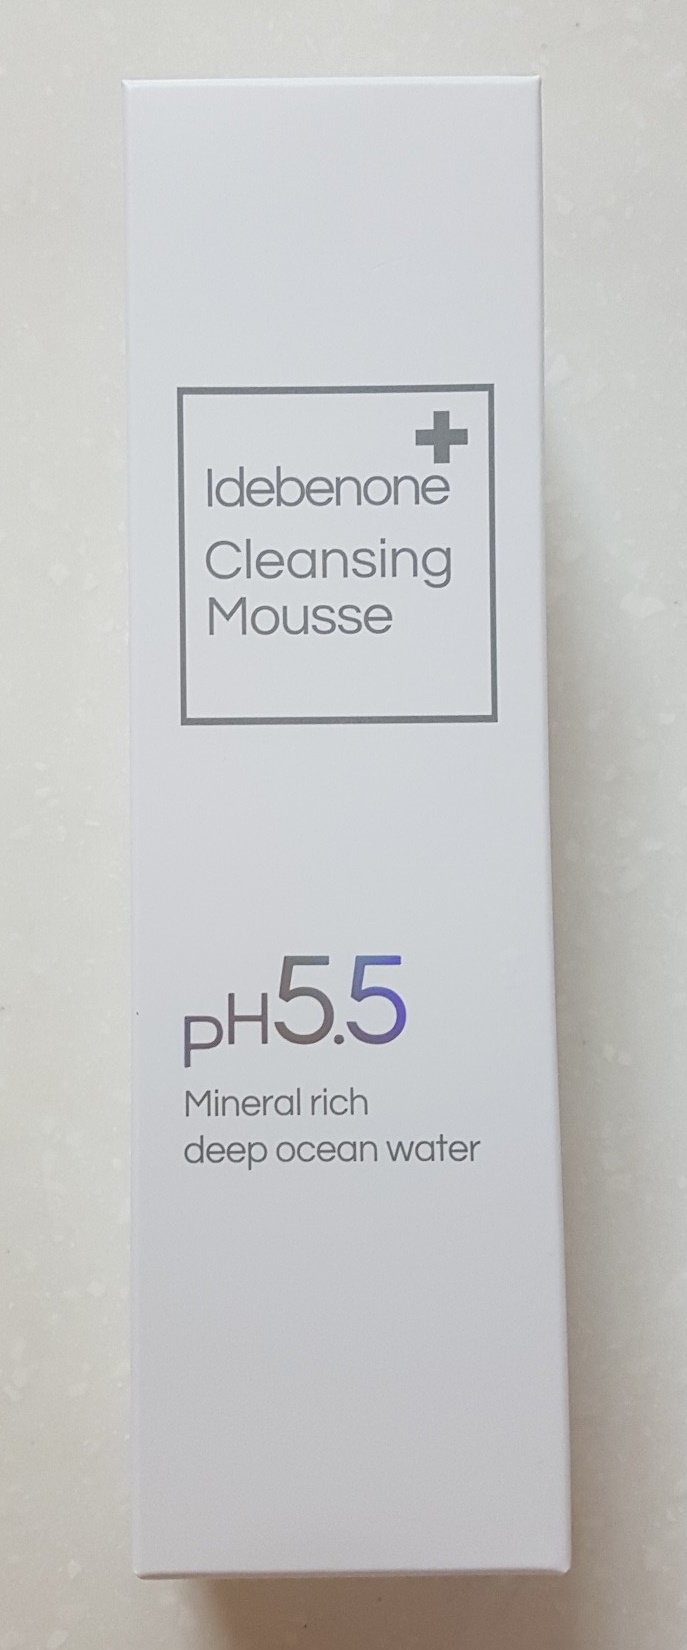 Idebenone
Cleansing
Mousse
pH5.5
Mineral rich
deep ocean water